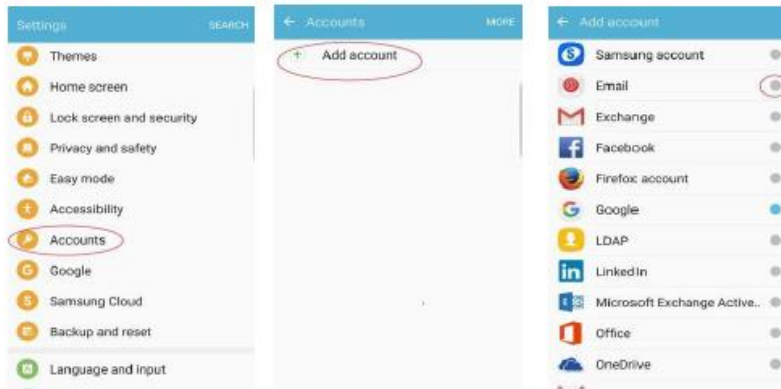 Settings SEARCH
Themes
Home screen
Lock screen and security
Privacy and safety
Easy mode
Accessibility
Accounts
Google
Samsung Cloud
Backup and reset
Language and input
Accounts MORE
+ Add account
Add account
Samsung account
Email
Exchange
Facebook
Firefox account
Google
LDAP
LinkedIn
Microsoft Exchange Active..
Office
OneDrive